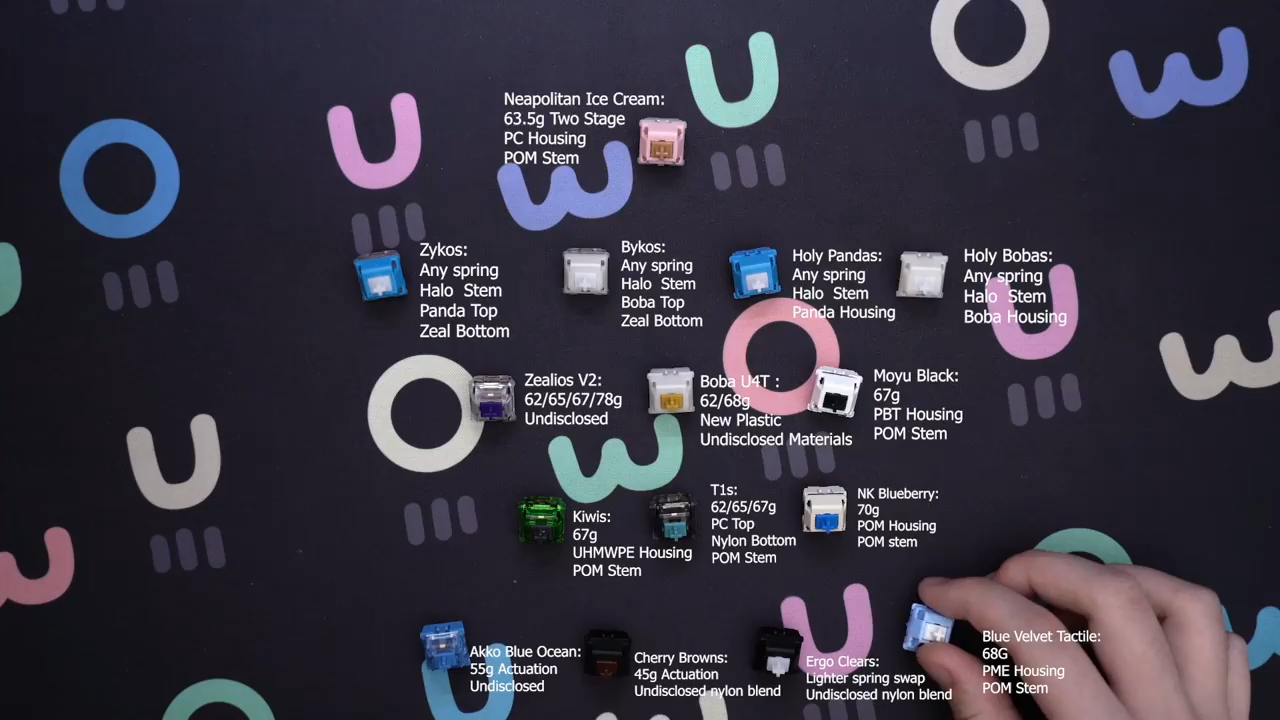 Neapolitan Ice Cream:
63.5g Two Stage
PC Housing
POM Stem
Zykos:
Any spring
Halo  Stem
Panda Top
Zeal Bottom
Bykos:
Any spring
Halo  Stem
Boba Top
Zeal Bottom
Holy Pandas:
Any spring
Halo  Stem
Panda Housing
Holy Bobas:
Any spring
Halo  Stem
Boba Housing
Zealios V2:
62/65/67/78g
Undisclosed
Boba U4T :
62/68g
New Plastic
Undisclosed Materials
Moyu Black:
67g
PBT Housing
POM Stem
Kiwis:
67g
UHMWPE Housing
POM Stem
T1s:
62/65/67g
PC Top
Nylon Bottom
POM Stem
NK Blueberry:
70g
POM Housing
POM stem
Akko Blue Ocean:
55g Actuation
Undisclosed
Cherry Browns:
45g Actuation
Undisclosed nylon blend
Ergo Clears:
Lighter spring swap
Undisclosed nylon blend
Blue Velvet Tactile:
68G
PME Housing
POM Stem